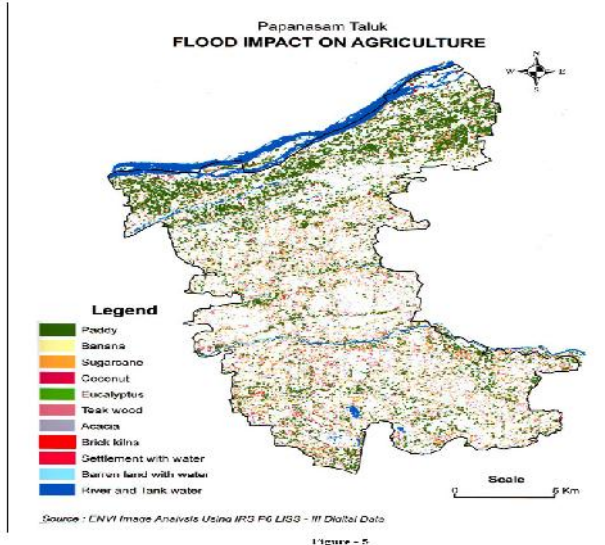 Papanasam Taluk
FLOOD IMPACT ON AGRICULTURE
N
W E
S
Legend
Paddy
Banana
Sugarcane
Coconut
Eucalyptus
Teak wood
Acacia
Brick kilns
Settlement with water
Barren land with water
River and Tank water
Scale
0 5 Km
Source : ENVI Image Analysis Using IRS P6 LISS - III Digital Data
Figure - 5